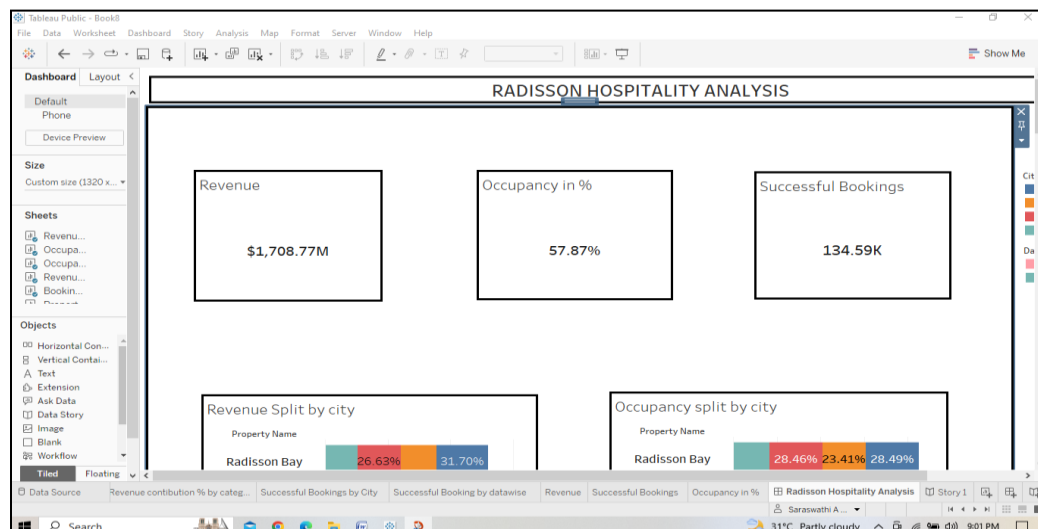 Tableau Public - Book8
File Data Worksheet Dashboard Story Analysis Map Format Server Window Help
Show Me
Dashboard Layout
Default
Phone
Device Preview
Size
Custom size (1320 x...
Sheets
Revenu...
Occupa...
Occupa...
Revenu...
Bookin...
Objects
Horizontal Con...
Vertical Contai...
Text
Extension
Ask Data
Data Story
Image
Blank
Workflow
Tiled Floating
RADISSON HOSPITALITY ANALYSIS
Revenue
$1,708.77M
Occupancy in %
57.87%
Successful Bookings
134.59K
Cit
Da
Revenue Split by city
Property Name
Radisson Bay 26.63% 31.70%
Occupancy split by city
Property Name
Radisson Bay 28.46% 23.41% 28.49%
Data Source Revenue contibution % by categ... Successful Bookings by City Successful Booking by datawise Revenue Successful Bookings Occupancy in % Radisson Hospitality Analysis Story 1
Saraswathi A ...
Search
31°C Partly cloudy 9:01 PM